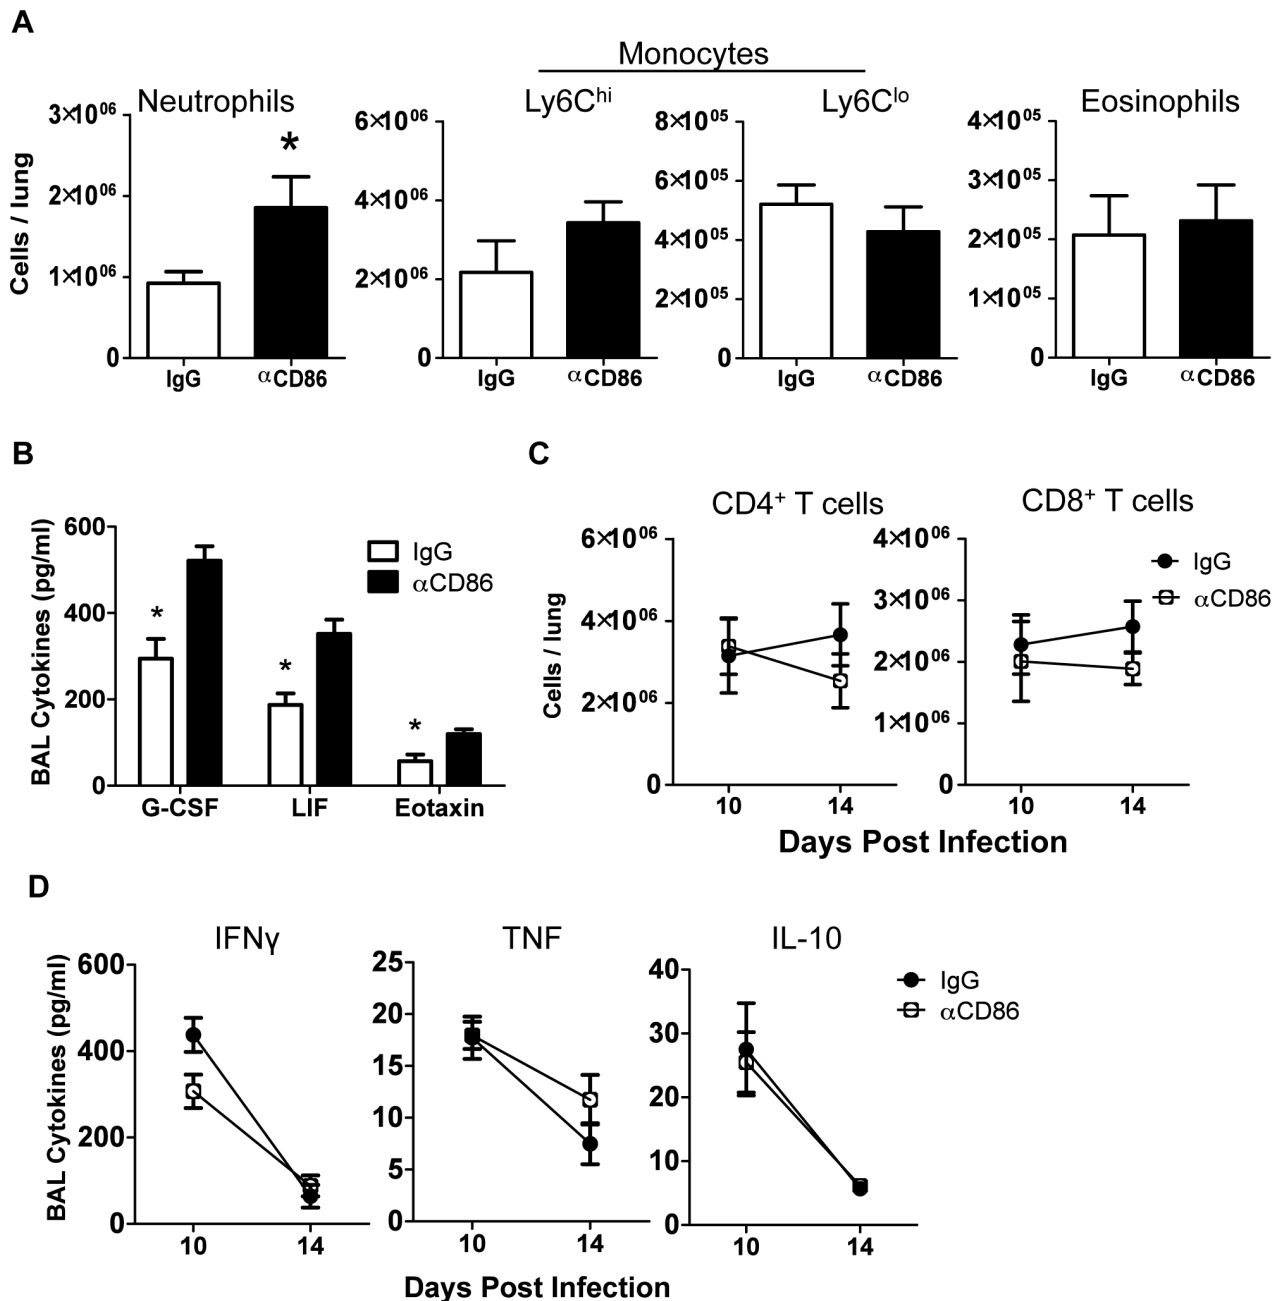 A
Monocytes
Neutrophils
Ly6Chi
Ly6Clo
Eosinophils
Cells / lung
3×10^06
2×10^06
1×10^06
0
*
IgG
αCD86
6×10^06
4×10^06
2×10^06
0
IgG
αCD86
8×10^05
6×10^05
4×10^05
2×10^05
0
IgG
αCD86
4×10^05
3×10^05
2×10^05
1×10^05
0
IgG
αCD86
B
BAL Cytokines (pg/ml)
600
400
200
0
*
*
*
IgG
αCD86
G-CSF
LIF
Eotaxin
C
CD4+ T cells
CD8+ T cells
Cells / lung
6×10^06
4×10^06
2×10^06
0
10
14
4×10^06
3×10^06
2×10^06
1×10^06
0
10
14
IgG
αCD86
Days Post Infection
D
IFNγ
TNF
IL-10
BAL Cytokines (pg/ml)
600
400
200
0
10
14
25
20
15
10
5
0
10
14
40
30
20
10
0
10
14
IgG
αCD86
Days Post Infection